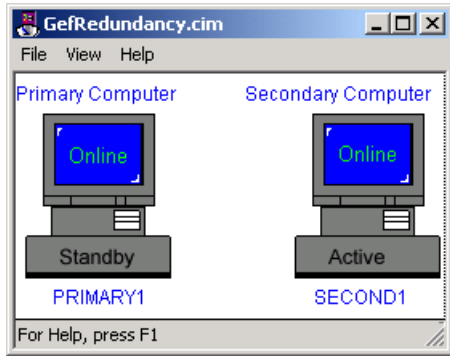 GefRedundancy.cim
File View Help
Primary Computer Secondary Computer
Online Online
Standby Active
PRIMARY1 SECOND1
For Help, press F1